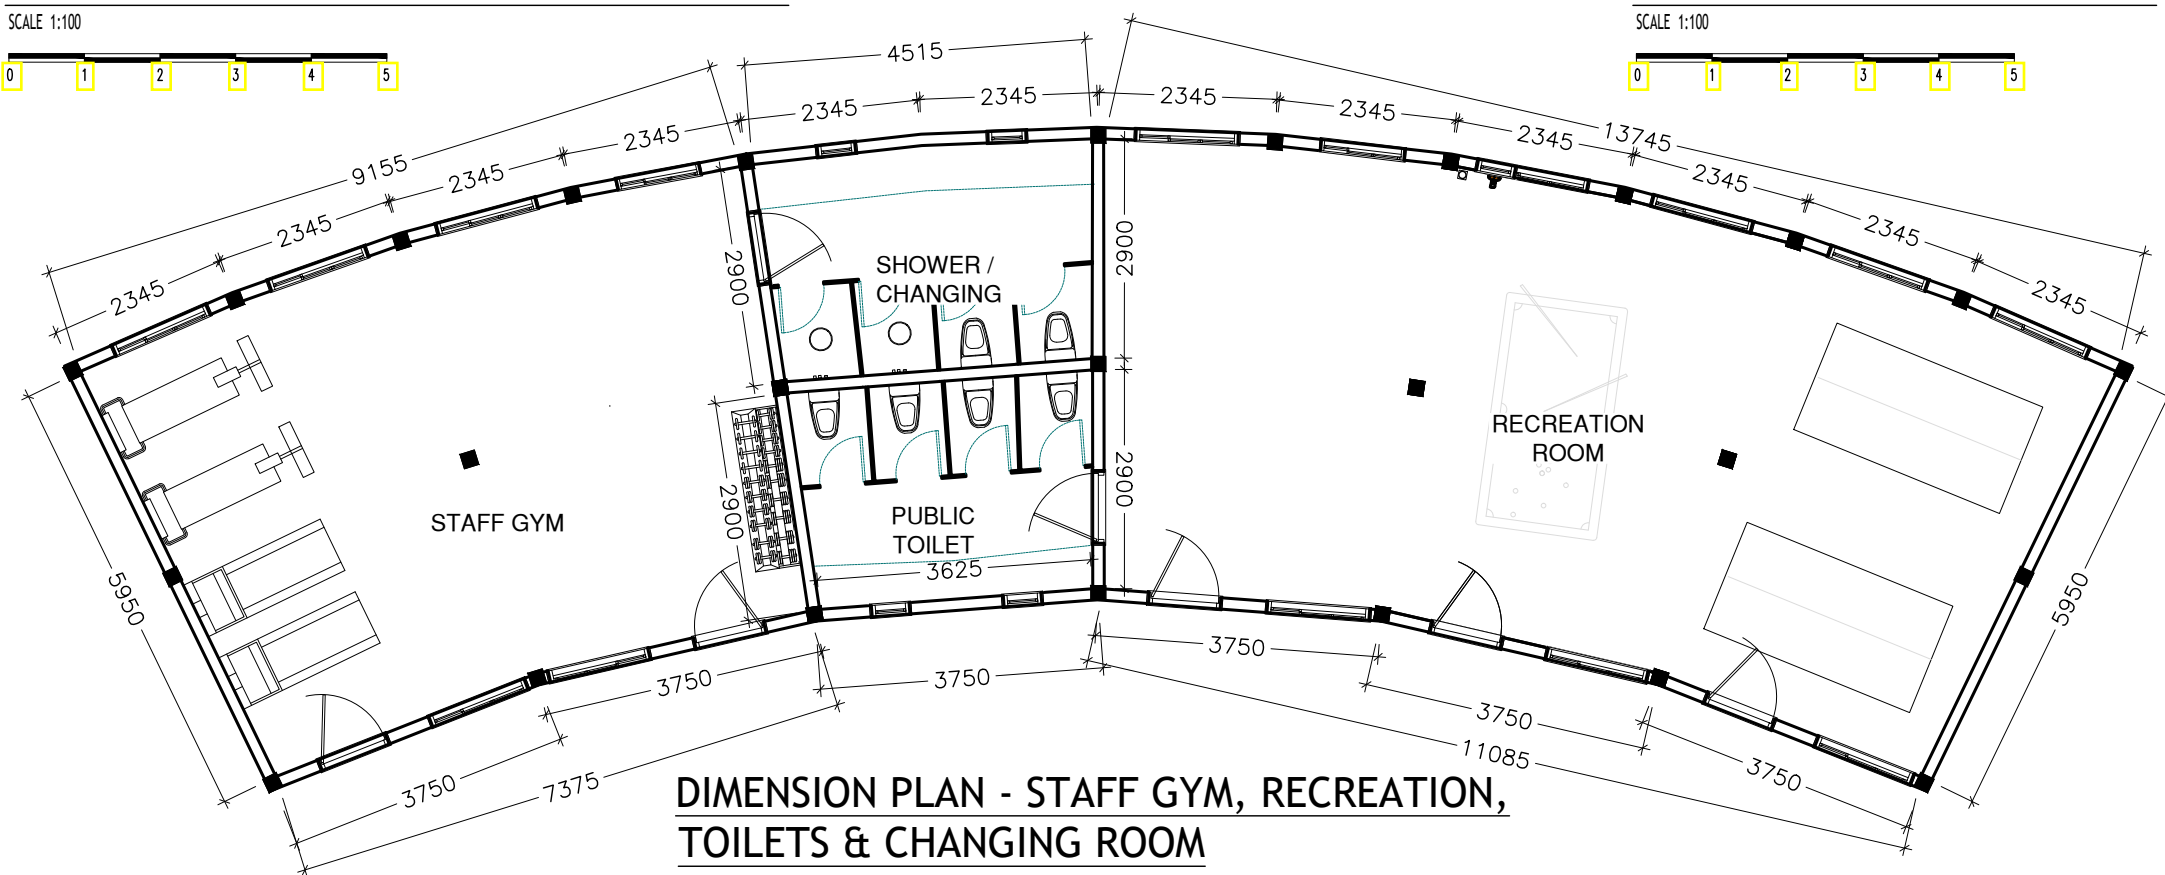 SCALE 1:100
0 1 2 3 4 5
SCALE 1:100
0 1 2 3 4 5
4515
9155
13745
2345
2345
2345
2345
2345
2345
2345
2345
2345
2345
2345
2345
2900
2900
SHOWER /
CHANGING
RECREATION
ROOM
STAFF GYM
2900
2900
PUBLIC
TOILET
3625
5950
5950
3750
3750
3750
3750
3750
3750
7375
11085
DIMENSION PLAN - STAFF GYM, RECREATION,
TOILETS & CHANGING ROOM